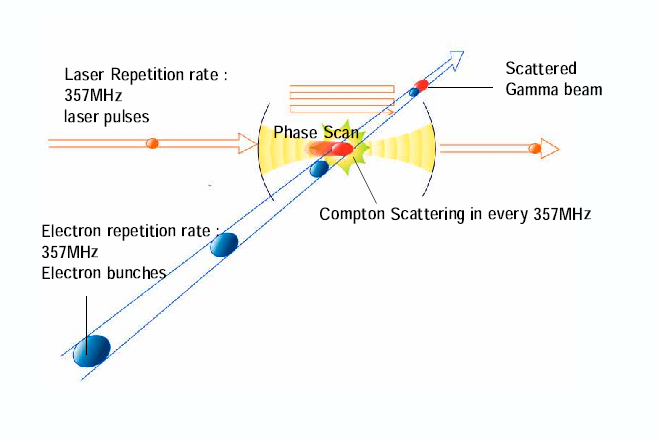 Laser Repetition rate :
357MHz
laser pulses
Scattered
Gamma beam
Phase Scan
Compton Scattering in every 357MHz
Electron repetition rate :
357MHz
Electron bunches